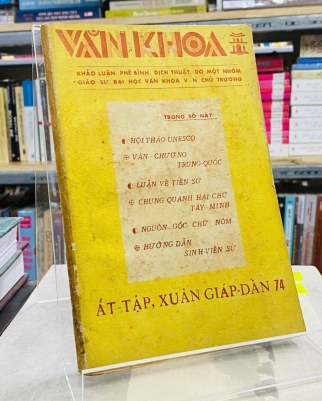 VĂN-KHOA
KHẢO LUẬN, PHÊ BÌNH, DỊCH THUẬT, DO MỘT NHÓM
GIÁO SƯ ĐẠI HỌC VĂN KHOA V.N CHỦ TRƯƠNG
TRONG SỐ NÀY
HỘI THẢO UNESCO
VĂN-CHƯƠNG
TRUNG-QUỐC
LUẬN VỀ TIỀN SỬ
CHUNG QUANH HAI CHỮ
TÂY-MINH
NGUỒN-GỐC CHỮ NÔM
HƯỚNG DẪN
SINH VIÊN SỬ
ÁT-TẬP, XUÂN GIÁP-DẦN 74